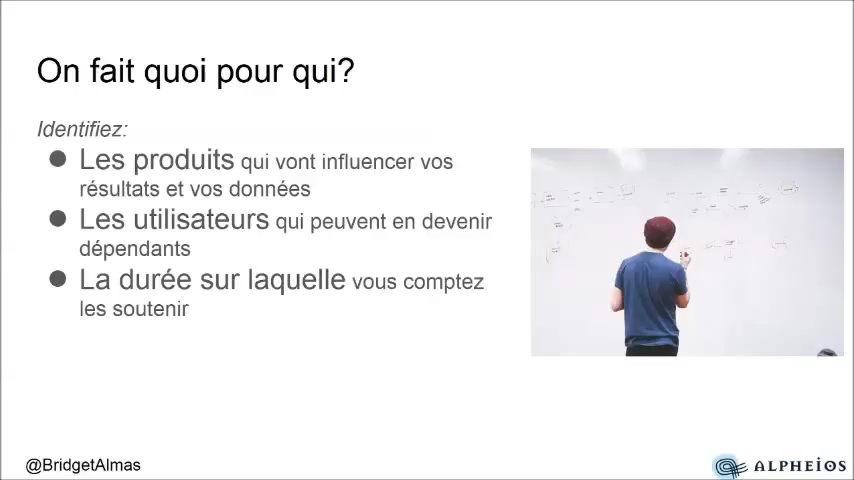 On fait quoi pour qui?
Identifiez:
● Les produits qui vont influencer vos
résultats et vos données
● Les utilisateurs qui peuvent en devenir
dépendants
● La durée sur laquelle vous comptez
les soutenir
@BridgetAlmas
ALPHEIOS